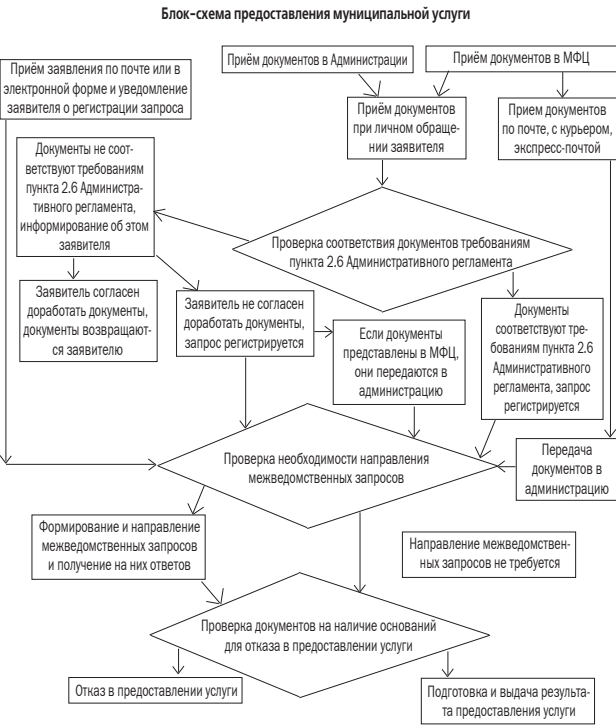 Блок-схема предоставления муниципальной услуги
Приём заявления по почте или в
электронной форме и уведомление
заявителя о регистрации запроса
Приём документов в Администрации
Приём документов в МФЦ
Приём документов
при личном обраще-
нии заявителя
Прием документов
по почте, с курьером,
экспресс-почтой
Документы не соот-
ветствуют требованиям
пункта 2.6 Администра-
тивного регламента,
информирование об этом
заявителя
Проверка соответствия документов требованиям
пункта 2.6 Административного регламента
Заявитель согласен
доработать документы,
документы возвращают-
ся заявителю
Заявитель не согласен
доработать документы,
запрос регистрируется
Если документы
представлены в МФЦ,
они передаются в
администрацию
Документы
соответствуют тре-
бованиям пункта 2.6
Административного
регламента, запрос
регистрируется
Проверка необходимости направления
межведомственных запросов
Передача
документов в
администрацию
Формирование и направление
межведомственных запросов
и получение на них ответов
Направление межведомствен-
ных запросов не требуется
Проверка документов на наличие оснований
для отказа в предоставлении услуги
Отказ в предоставлении услуги
Подготовка и выдача результа-
та предоставления услуги